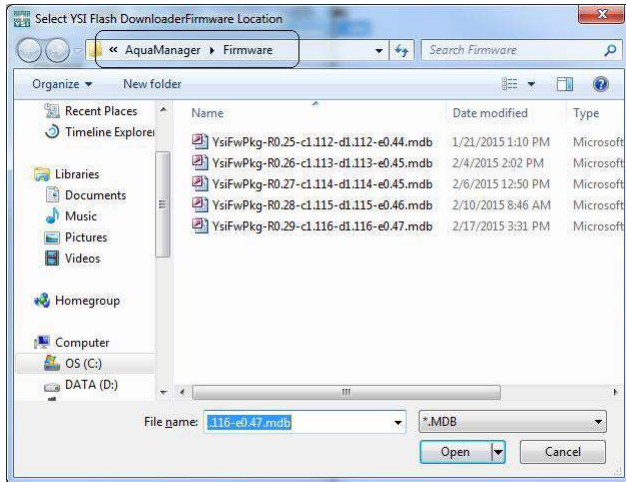 YSI Select YSI Flash DownloaderFirmware Location
« AquaManager Firmware Search Firmware
Organize New folder
Name Date modified Type
Recent Places
Timeline Explorer
Libraries
Documents
Music
Pictures
Videos
Homegroup
Computer
OS (C:)
DATA (D:)
YsiFwPkg-R0.25-c1.112-d1.112-e0.44.mdb 1/21/2015 1:10 PM Microsoft
YsiFwPkg-R0.26-c1.113-d1.113-e0.45.mdb 2/4/2015 2:02 PM Microsoft
YsiFwPkg-R0.27-c1.114-d1.114-e0.45.mdb 2/6/2015 12:50 PM Microsoft
YsiFwPkg-R0.28-c1.115-d1.115-e0.46.mdb 2/10/2015 8:46 AM Microsoft
YsiFwPkg-R0.29-c1.116-d1.116-e0.47.mdb 2/17/2015 3:31 PM Microsoft
File name: .116-e0.47.mdb *.MDB
Open Cancel